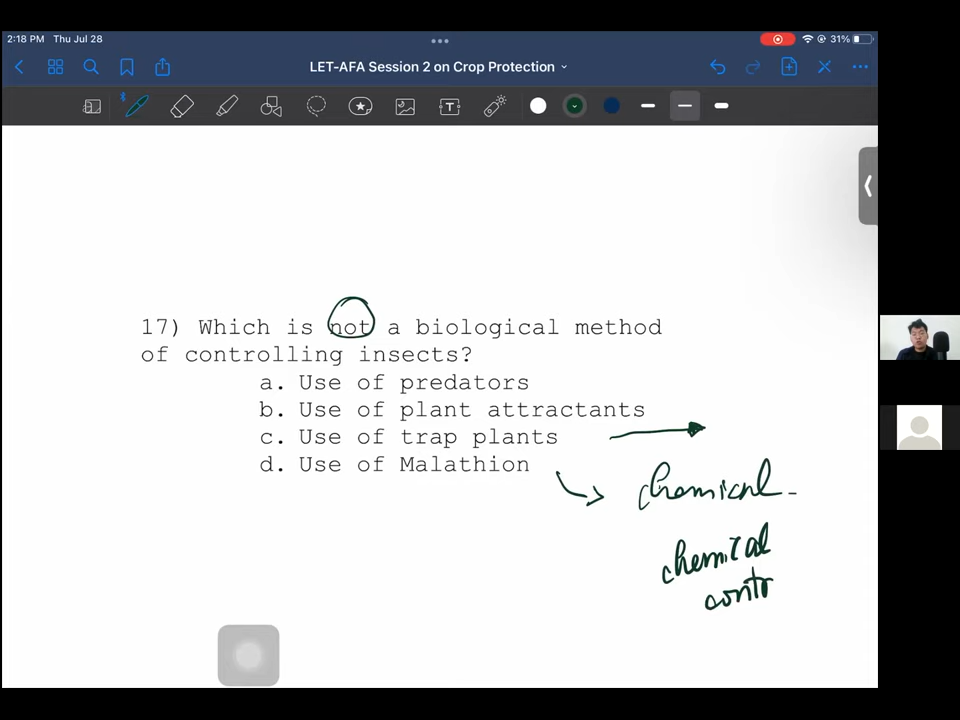 2:18 PM Thu Jul 28
31%
LET-AFA Session 2 on Crop Protection
T
17) Which is not a biological method
of controlling insects?
a. Use of predators
b. Use of plant attractants
c. Use of trap plants
d. Use of Malathion
chemical -
chemical
contr